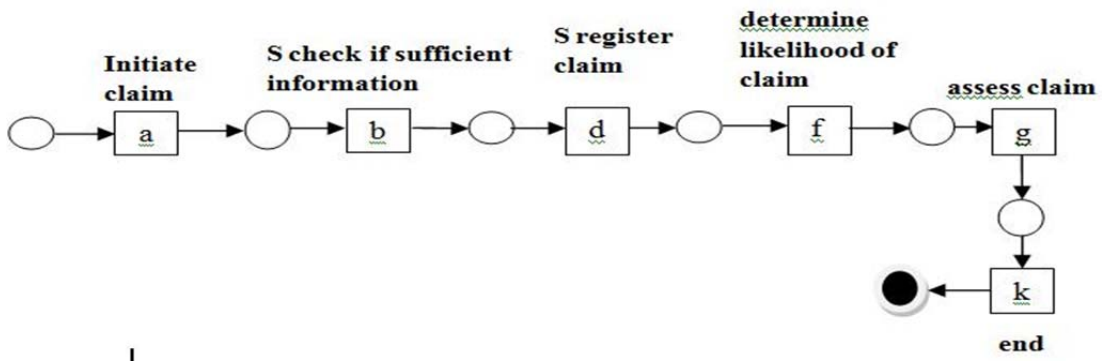 Initiate
claim
S check if sufficient
information
S register
claim
determine
likelihood of
claim
assess claim
a
b
d
f
g
k
end